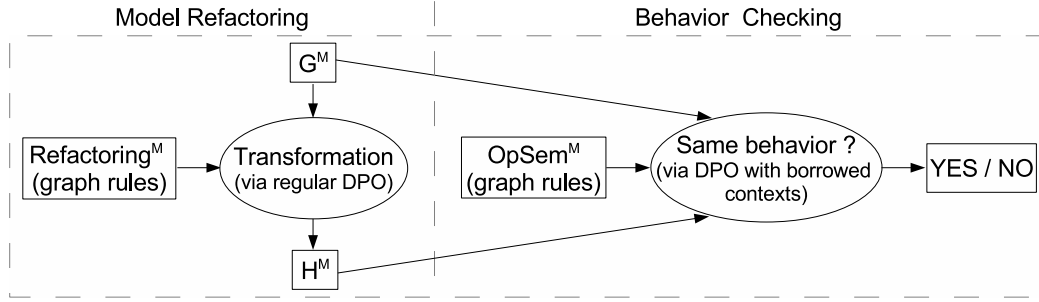 Model Refactoring
Behavior Checking
G^M
Refactoring^M
(graph rules)
Transformation
(via regular DPO)
OpSem^M
(graph rules)
Same behavior ?
(via DPO with borrowed
contexts)
YES / NO
H^M